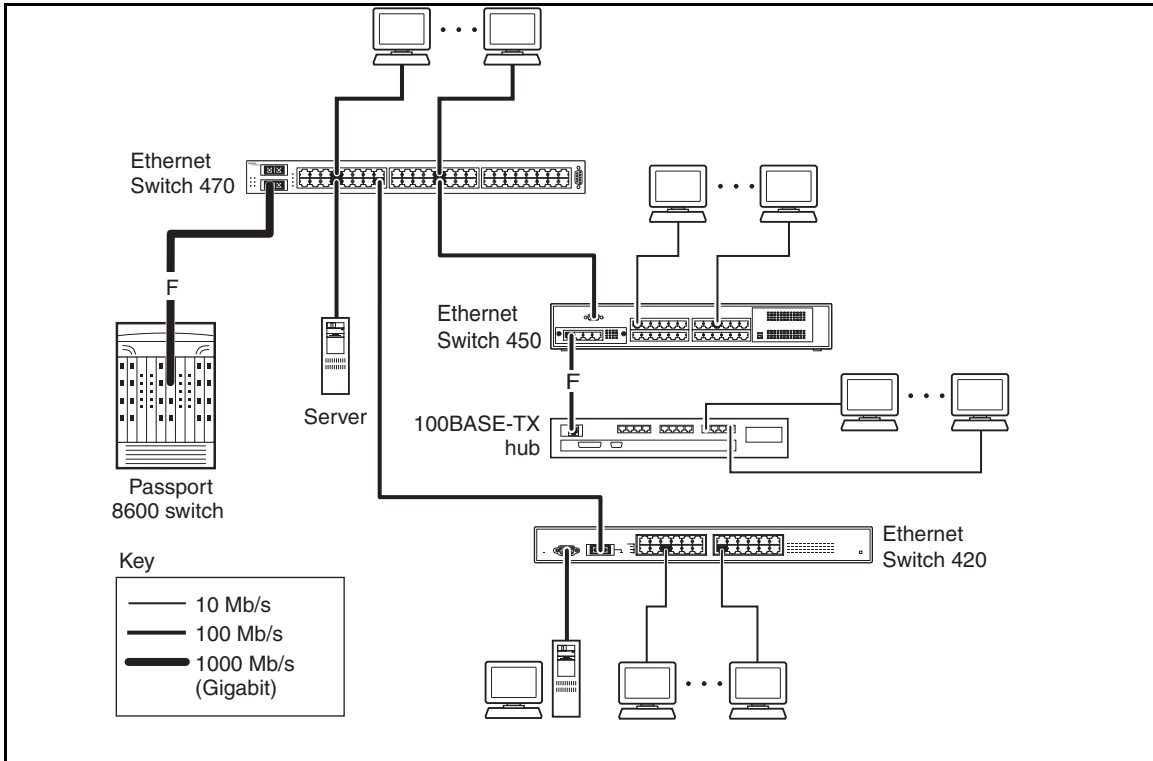 Ethernet
Switch 470
F
Server
Passport
8600 switch
Ethernet
Switch 450
F
100BASE-TX
hub
Ethernet
Switch 420
Key
10 Mb/s
100 Mb/s
1000 Mb/s
(Gigabit)